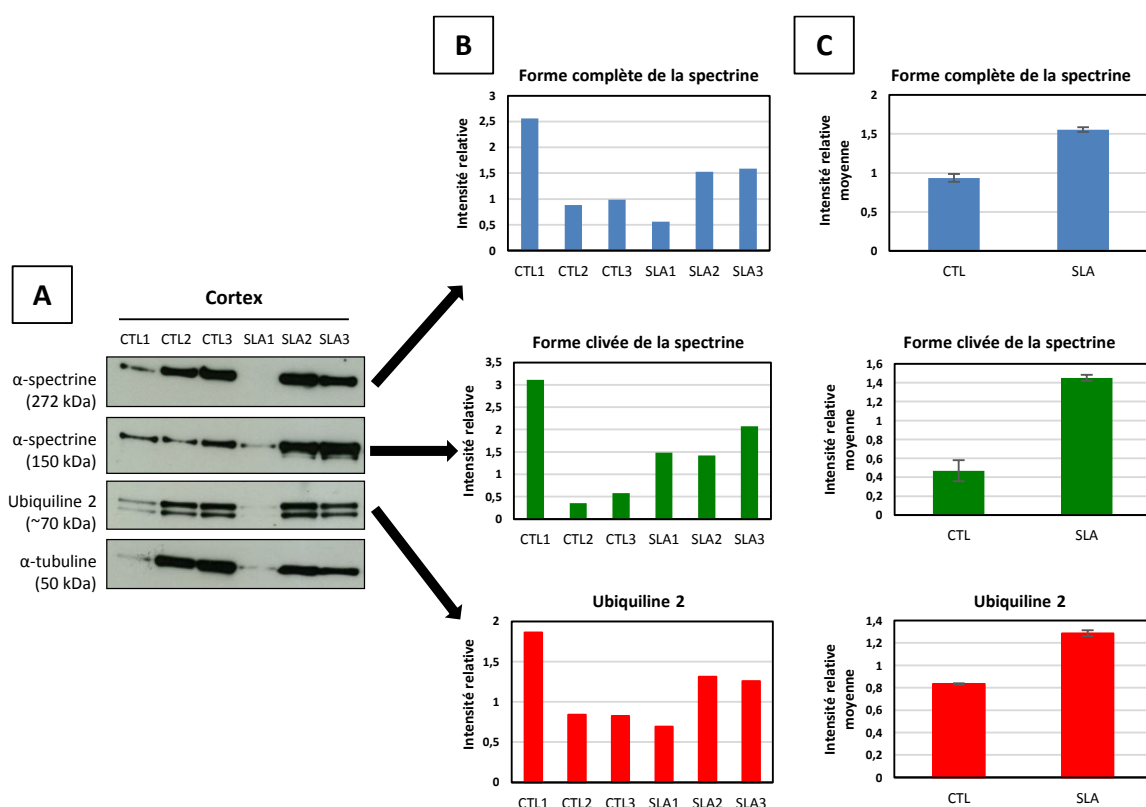 A
Cortex
CTL1 CTL2 CTL3 SLA1 SLA2 SLA3
α-spectrine
(272 kDa)
α-spectrine
(150 kDa)
Ubiquiline 2
(~70 kDa)
α-tubuline
(50 kDa)
B
Forme complète de la spectrine
Intensité relative
3
2,5
2
1,5
1
0,5
0
CTL1 CTL2 CTL3 SLA1 SLA2 SLA3
Forme clivée de la spectrine
Intensité relative
3,5
3
2,5
2
1,5
1
0,5
0
CTL1 CTL2 CTL3 SLA1 SLA2 SLA3
Ubiquiline 2
Intensité relative
2
1,5
1
0,5
0
CTL1 CTL2 CTL3 SLA1 SLA2 SLA3
C
Forme complète de la spectrine
Intensité relative
moyenne
2
1,5
1
0,5
0
CTL SLA
Forme clivée de la spectrine
Intensité relative
moyenne
1,6
1,4
1,2
1
0,8
0,6
0,4
0,2
0
CTL SLA
Ubiquiline 2
Intensité relative
moyenne
1,4
1,2
1
0,8
0,6
0,4
0,2
0
CTL SLA